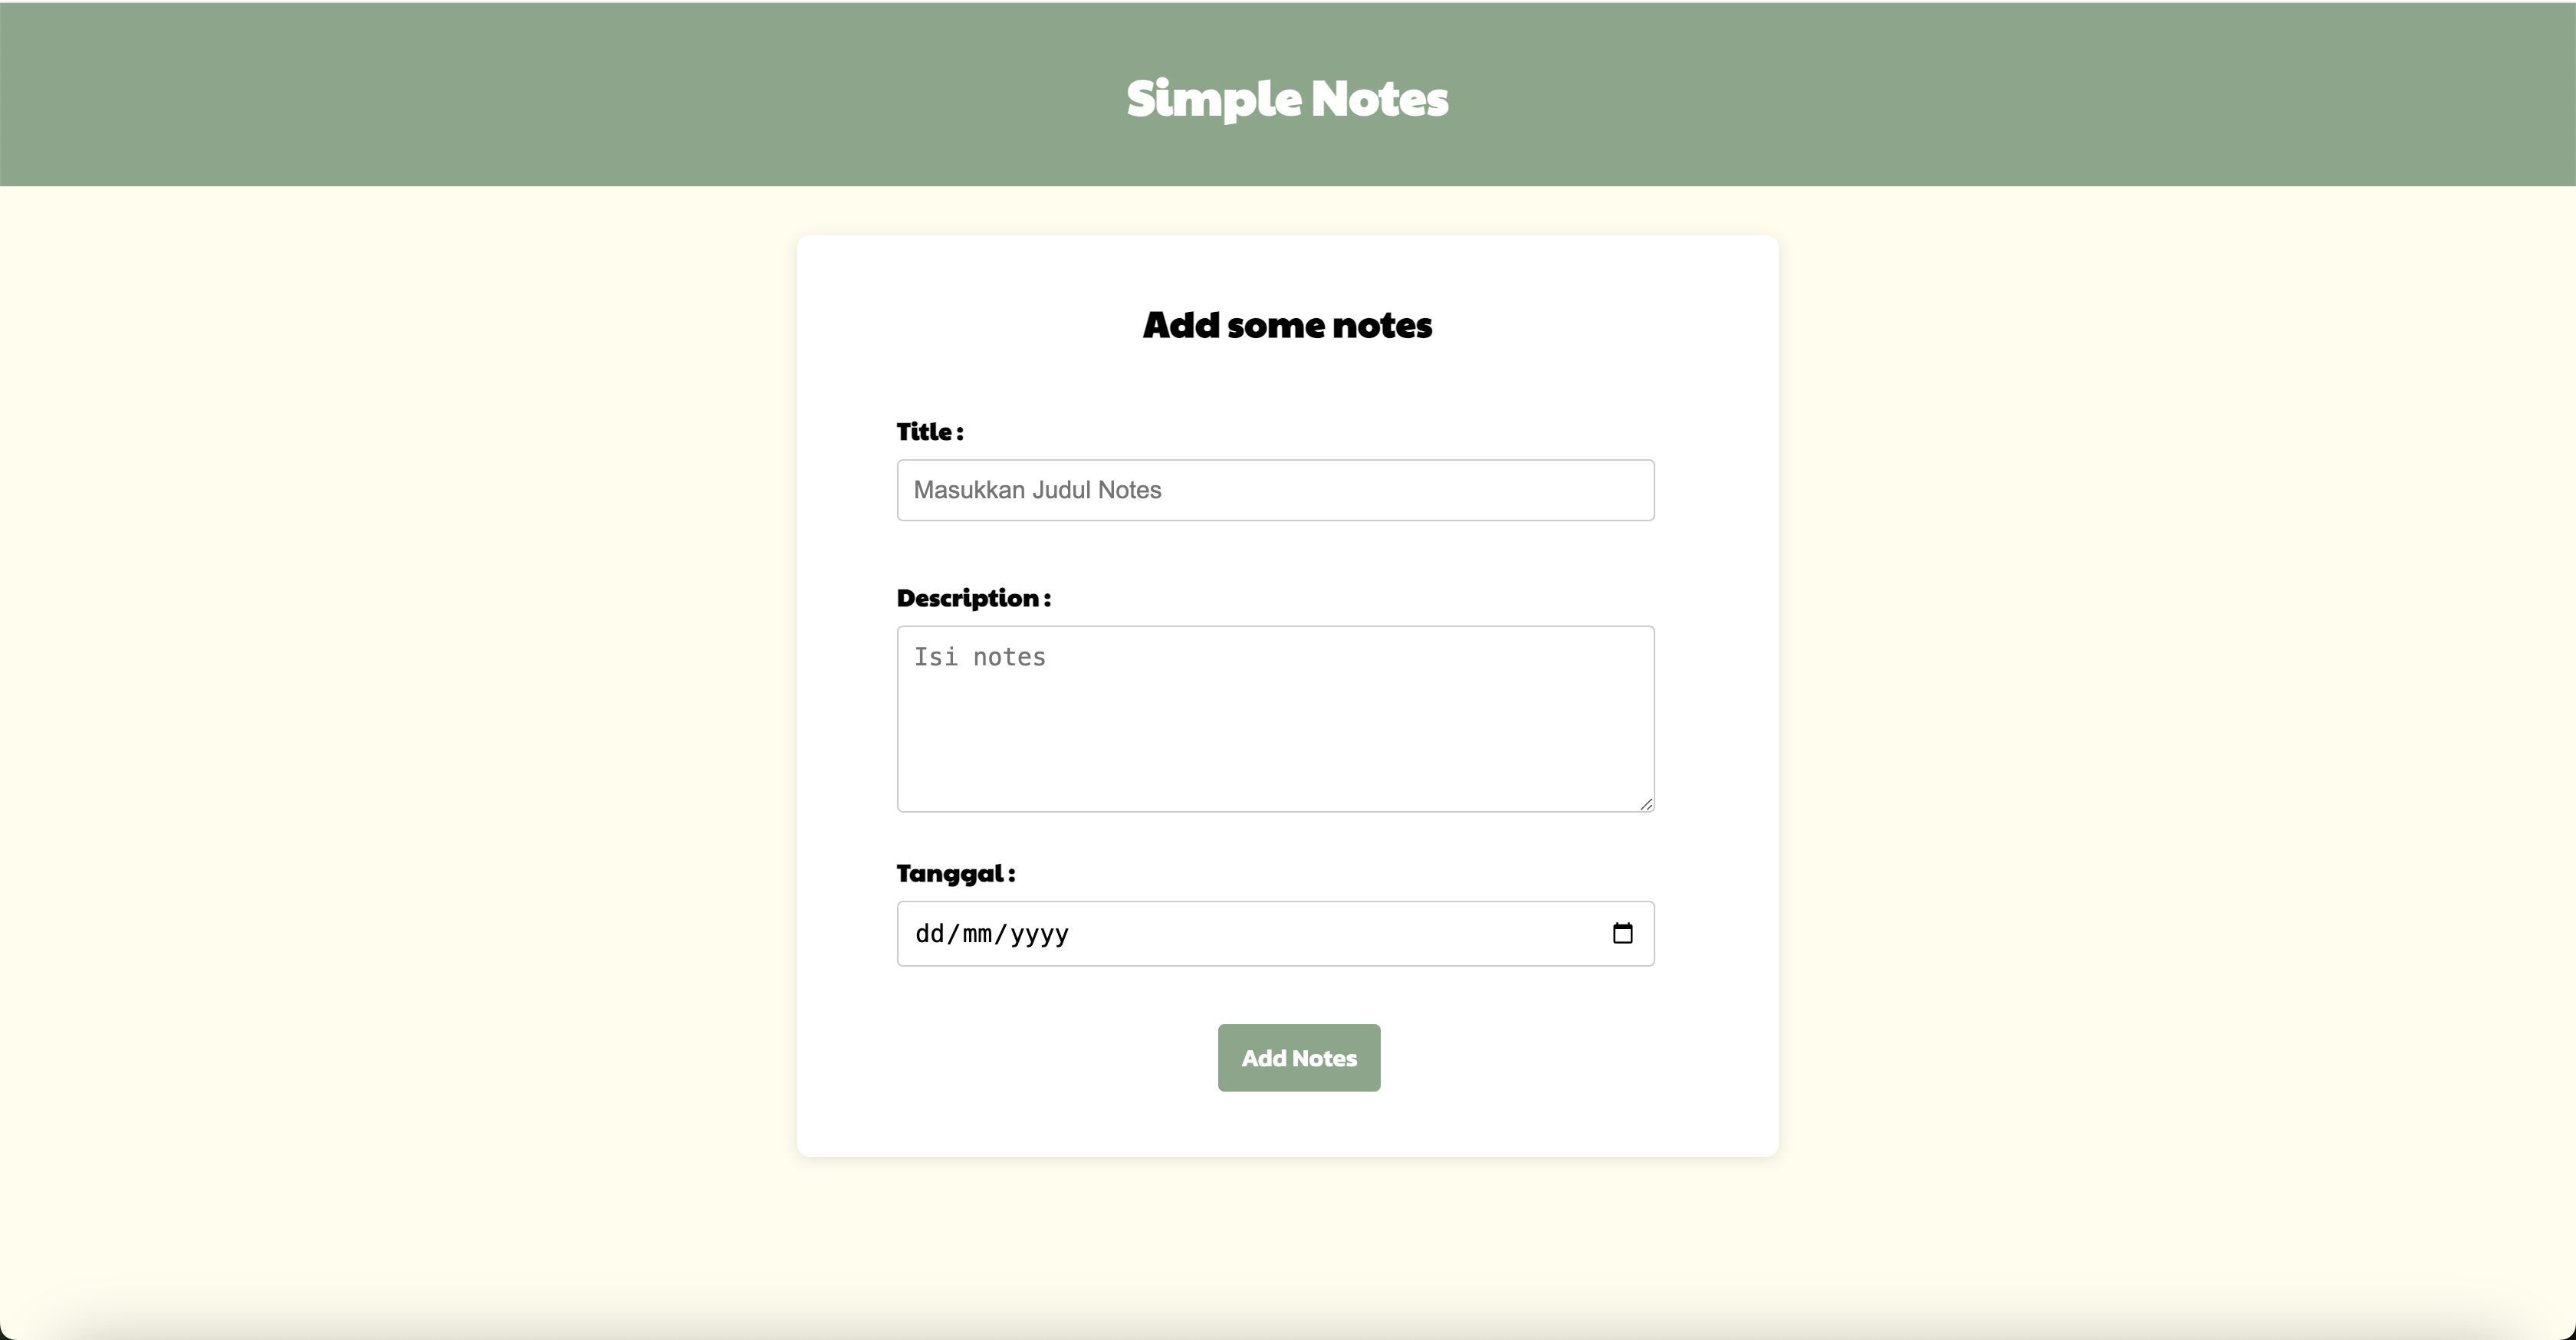 Simple Notes
Add some notes
Title :
Masukkan Judul Notes
Description :
Isi notes
Tanggal :
dd/mm/yyyy
Add Notes